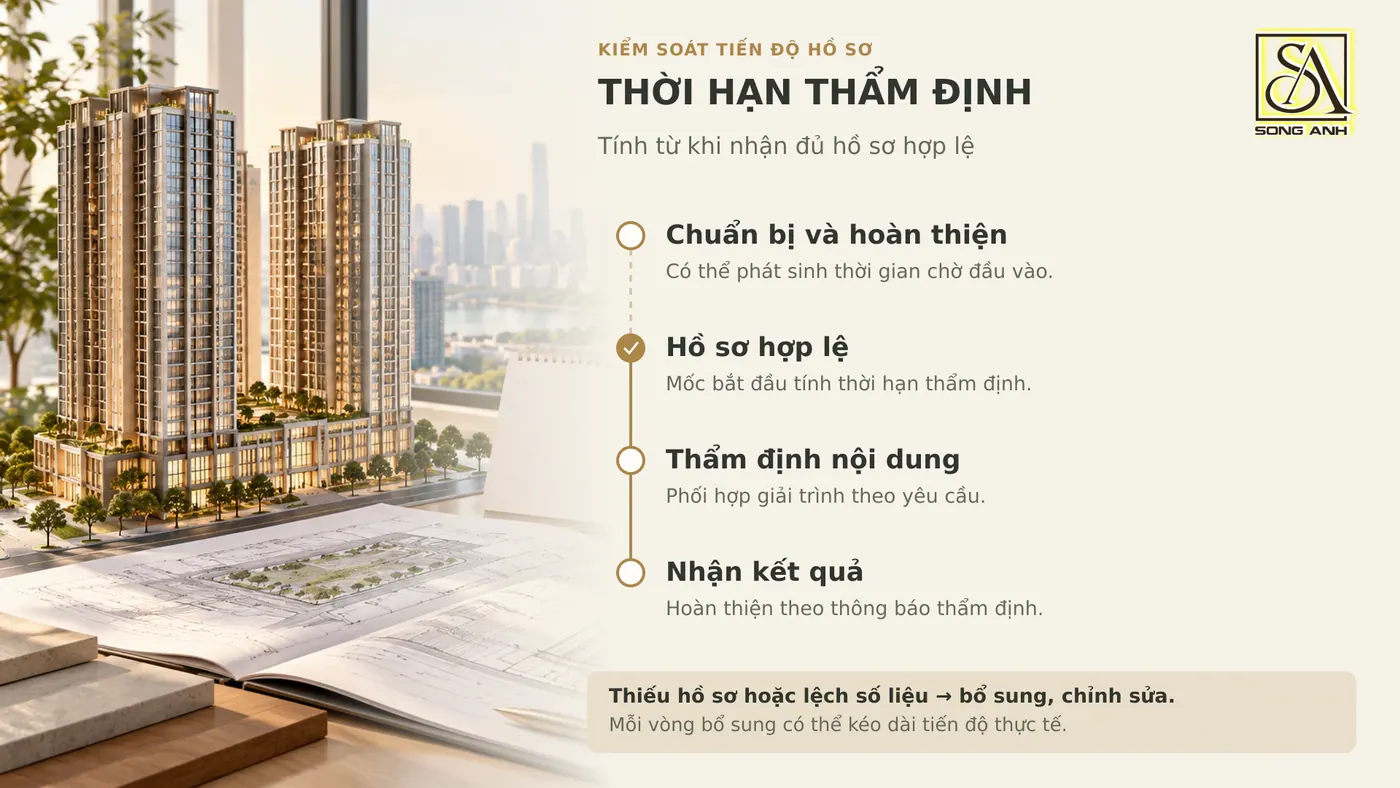 KIỂM SOÁT TIẾN ĐỘ HỒ SƠ
THỜI HẠN THẨM ĐỊNH
Tính từ khi nhận đủ hồ sơ hợp lệ
SA
SONG ANH
Chuẩn bị và hoàn thiện
Có thể phát sinh thời gian chờ đầu vào.
Hồ sơ hợp lệ
Mốc bắt đầu tính thời hạn thẩm định.
Thẩm định nội dung
Phối hợp giải trình theo yêu cầu.
Nhận kết quả
Hoàn thiện theo thông báo thẩm định.
Thiếu hồ sơ hoặc lệch số liệu → bổ sung, chỉnh sửa.
Mỗi vòng bổ sung có thể kéo dài tiến độ thực tế.